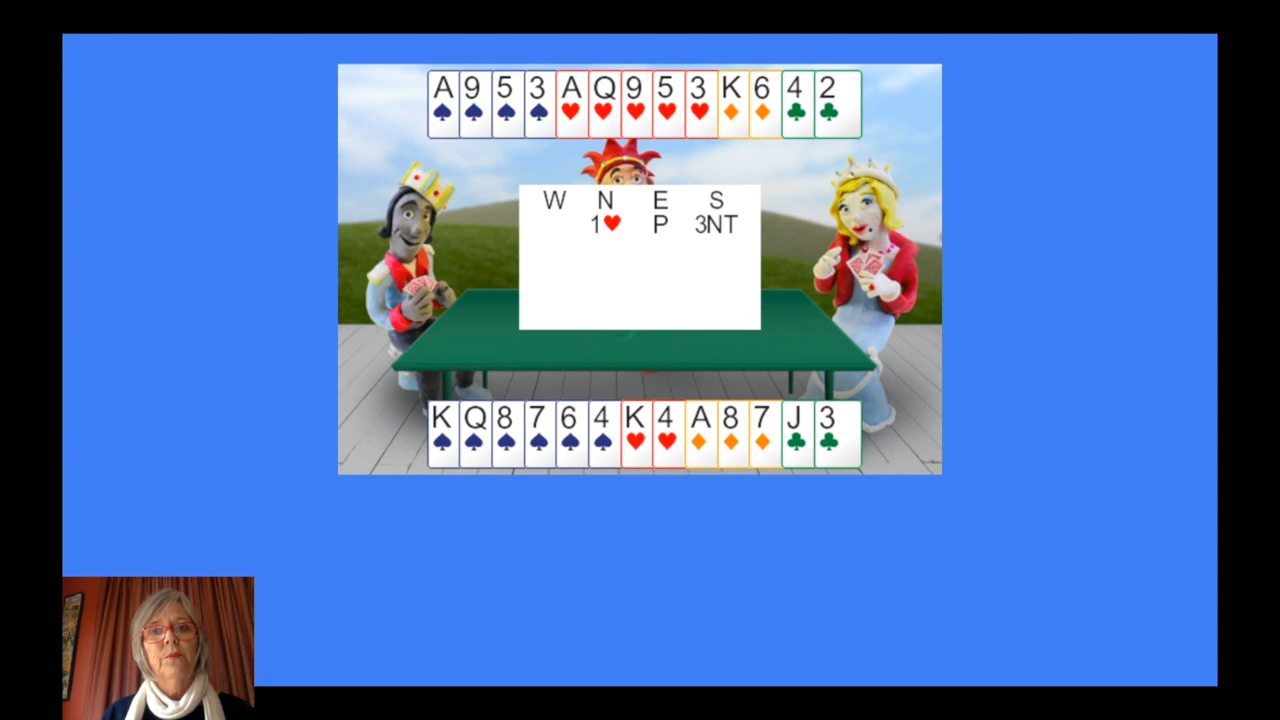 A 9 5 3 A Q 9 5 3 K 6 4 2
♠ ♠ ♠ ♠ ♥ ♥ ♥ ♥ ♥ ♦ ♦ ♣ ♣
W N E S
1♥ P 3NT
K Q 8 7 6 4 K 4 A 8 7 J 3
♠ ♠ ♠ ♠ ♠ ♠ ♥ ♥ ♦ ♦ ♦ ♣ ♣